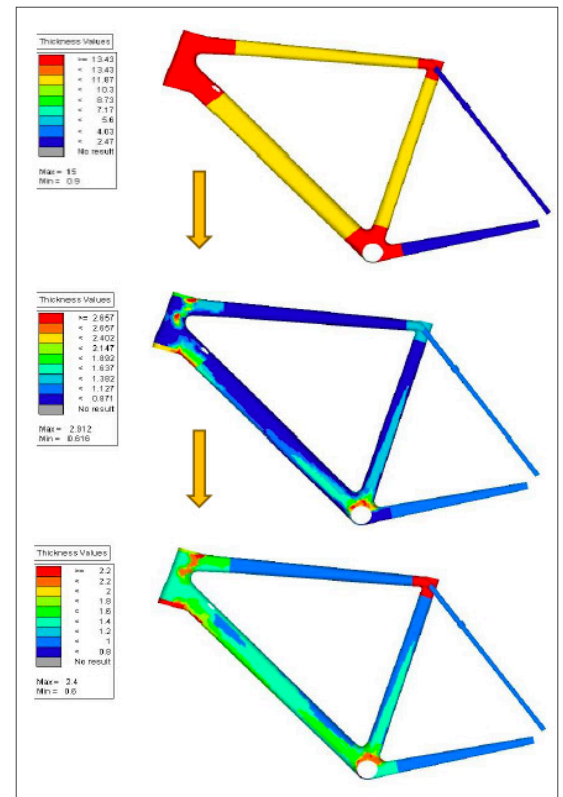 Thickness Values
>= 13.43
< 13.43
< 11.87
< 10.3
< 8.73
< 7.17
< 5.6
< 4.03
< 2.47
No result
Max = 15
Min = 0.9
Thickness Values
>= 2.657
< 2.657
< 2.402
< 2.147
< 1.892
< 1.637
< 1.382
< 1.127
< 0.871
No result
Max = 2.912
Min = 0.616
Thickness Values
>= 2.2
< 2.2
< 2
< 1.8
< 1.6
< 1.4
< 1.2
< 1
< 0.8
No result
Max = 2.4
Min = 0.6